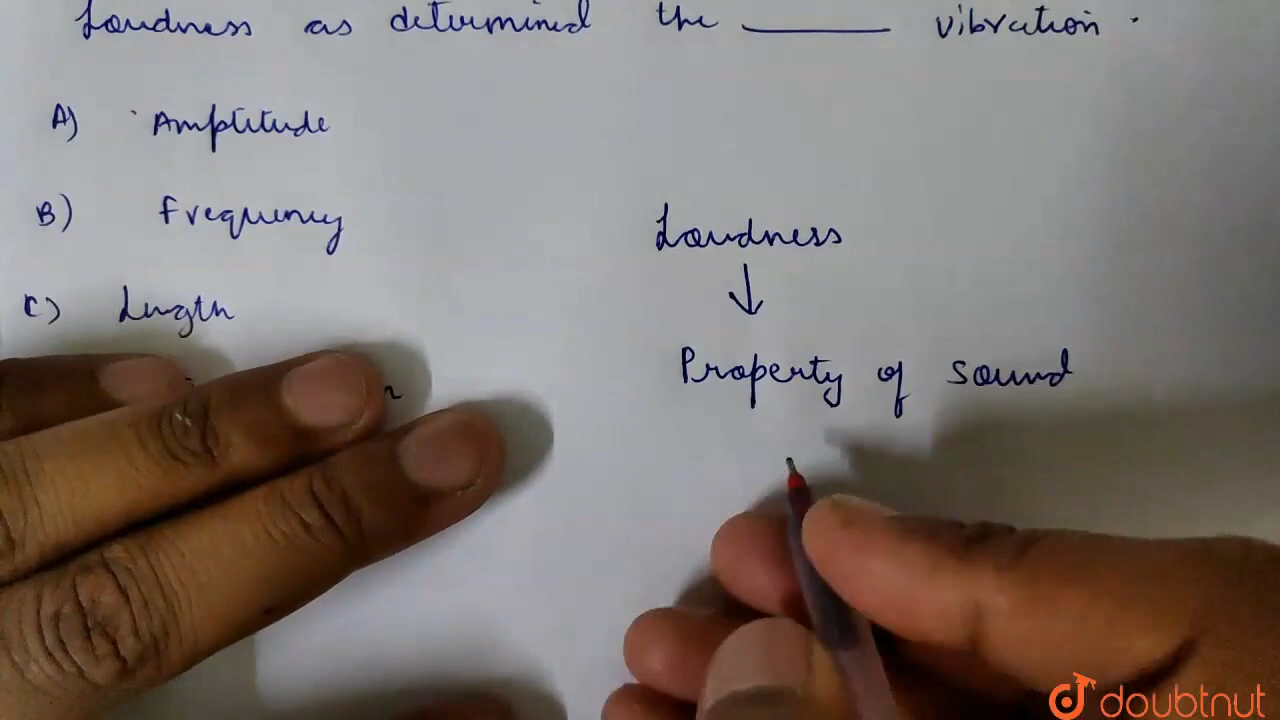 Loudness as determined the ______ vibration.
A) Amplitude
B) Frequency
C) Length
Loudness
↓
Property of sound
doubtnut